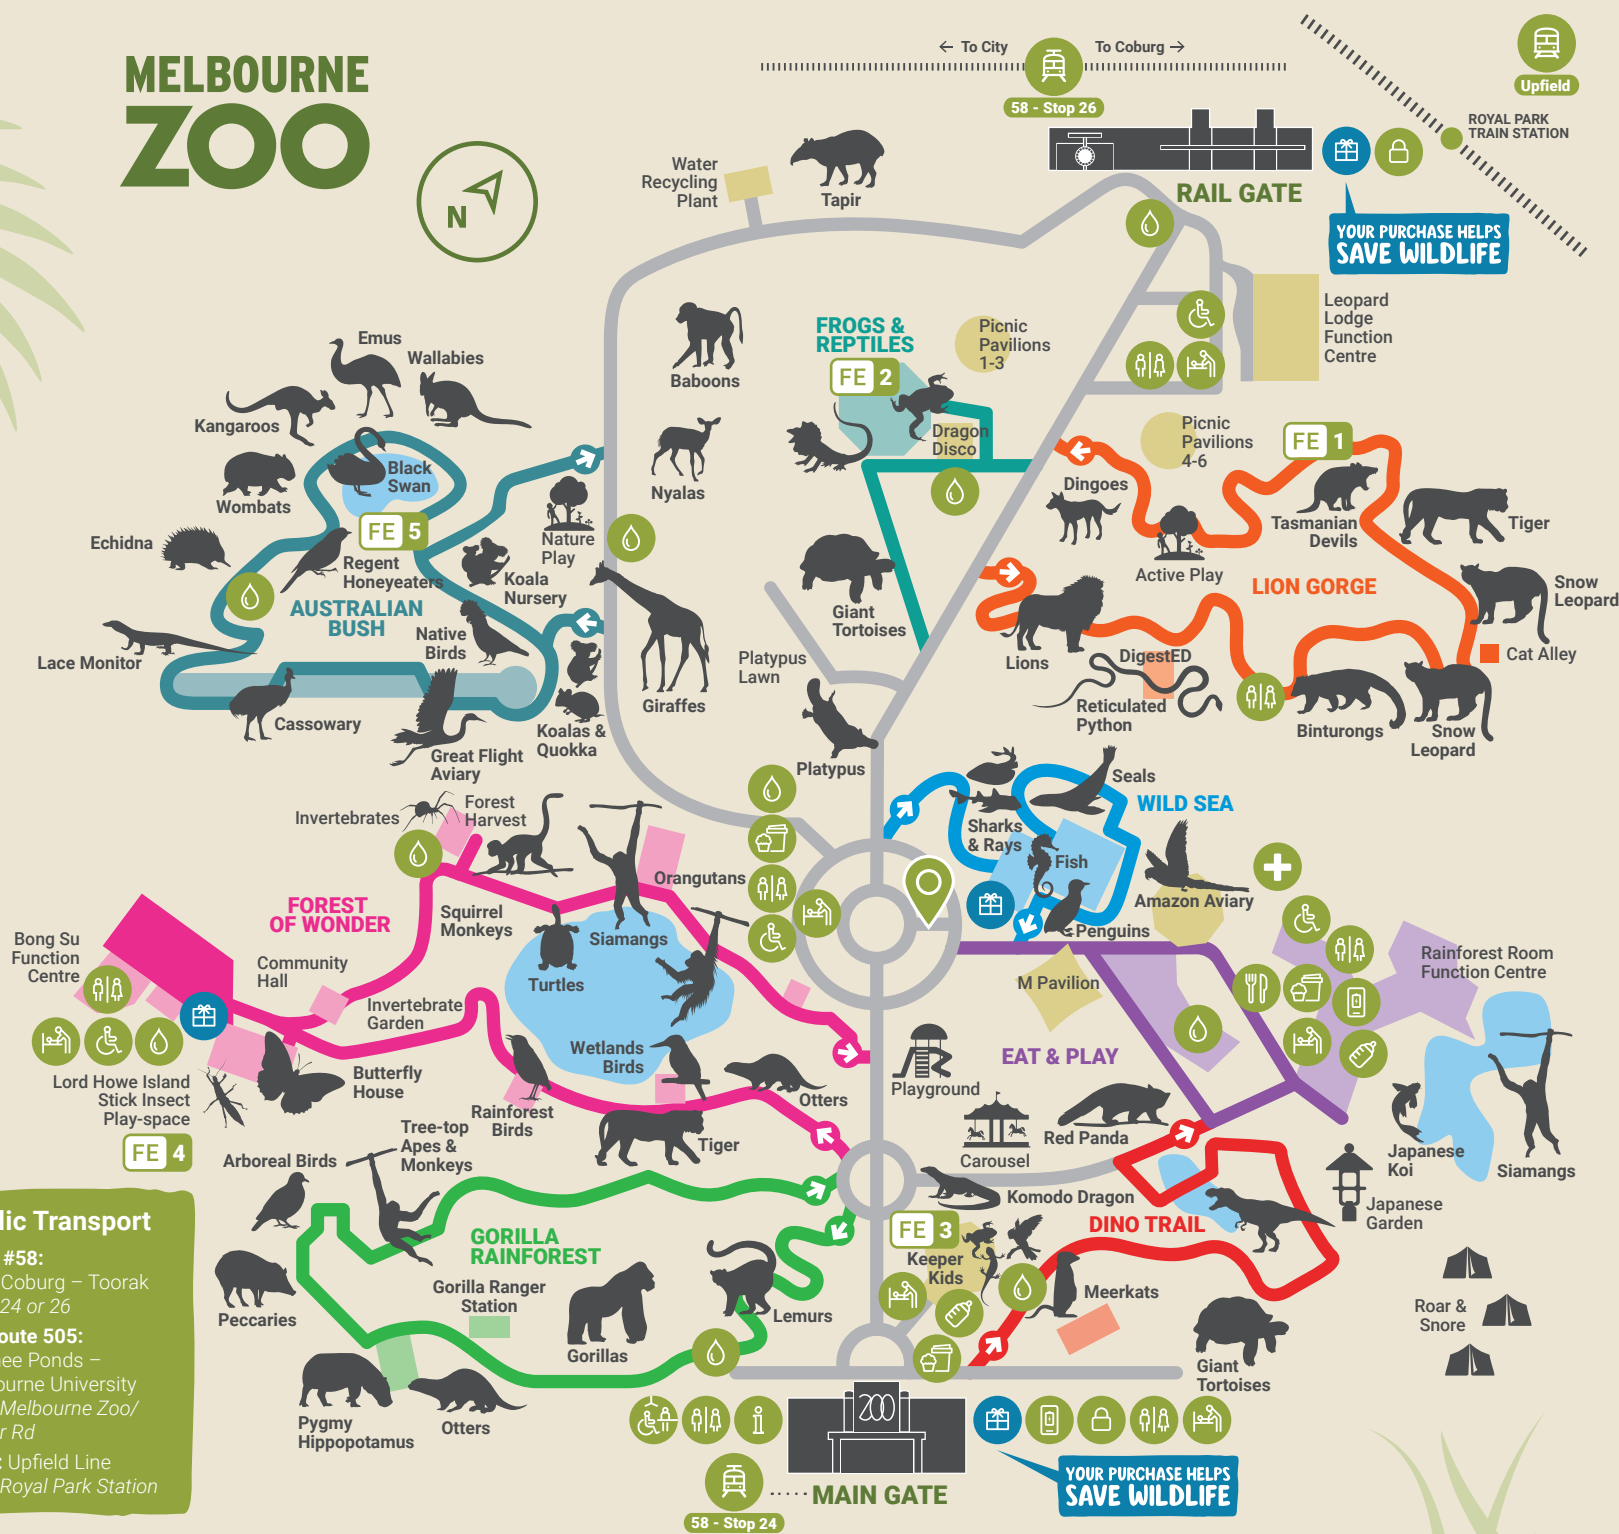 MELBOURNE
ZOO
N
← To City
To Coburg →
58 - Stop 26
Upfield
ROYAL PARK
TRAIN STATION
RAIL GATE
YOUR PURCHASE HELPS
SAVE WILDLIFE
Water
Recycling
Plant
Tapir
Leopard
Lodge
Function
Centre
Baboons
FROGS &
REPTILES
FE 2
Picnic
Pavilions
1-3
Dragon
Disco
Emus
Wallabies
Kangaroos
Black
Swan
Wombats
FE 5
Echidna
Regent
Honeyeaters
AUSTRALIAN
BUSH
Koala
Nursery
Nature
Play
Native
Birds
Lace Monitor
Cassowary
Great Flight
Aviary
Koalas &
Quokka
Nyalas
Giraffes
Giant
Tortoises
Platypus
Lawn
Platypus
Picnic
Pavilions
4-6
FE 1
Dingoes
Active Play
Tasmanian
Devils
Tiger
LION GORGE
Snow
Leopard
Cat Alley
Lions
DigestED
Reticulated
Python
Binturongs
Snow
Leopard
Seals
WILD SEA
Sharks
& Rays
Fish
Penguins
Amazon Aviary
Invertebrates
Forest
Harvest
FOREST
OF WONDER
Squirrel
Monkeys
Orangutans
Siamangs
Turtles
Bong Su
Function
Centre
Community
Hall
Invertebrate
Garden
Butterfly
House
Lord Howe Island
Stick Insect
Play-space
FE 4
Wetlands
Birds
Rainforest
Birds
Otters
Tiger
M Pavilion
Rainforest Room
Function Centre
EAT & PLAY
Playground
Carousel
Red Panda
Japanese
Koi
Siamangs
Japanese
Garden
Arboreal Birds
Tree-top
Apes &
Monkeys
GORILLA
RAINFOREST
Peccaries
Gorilla Ranger
Station
Gorillas
Lemurs
Pygmy
Hippopotamus
Otters
Komodo Dragon
FE 3
Keeper
Kids
DINO TRAIL
Meerkats
Giant
Tortoises
Roar &
Snore
lic Transport
#58:
Coburg – Toorak
24 or 26
oute 505:
ee Ponds –
ourne University
Melbourne Zoo/
r Rd
: Upfield Line
Royal Park Station
i
ZOO
MAIN GATE
58 - Stop 24
YOUR PURCHASE HELPS
SAVE WILDLIFE